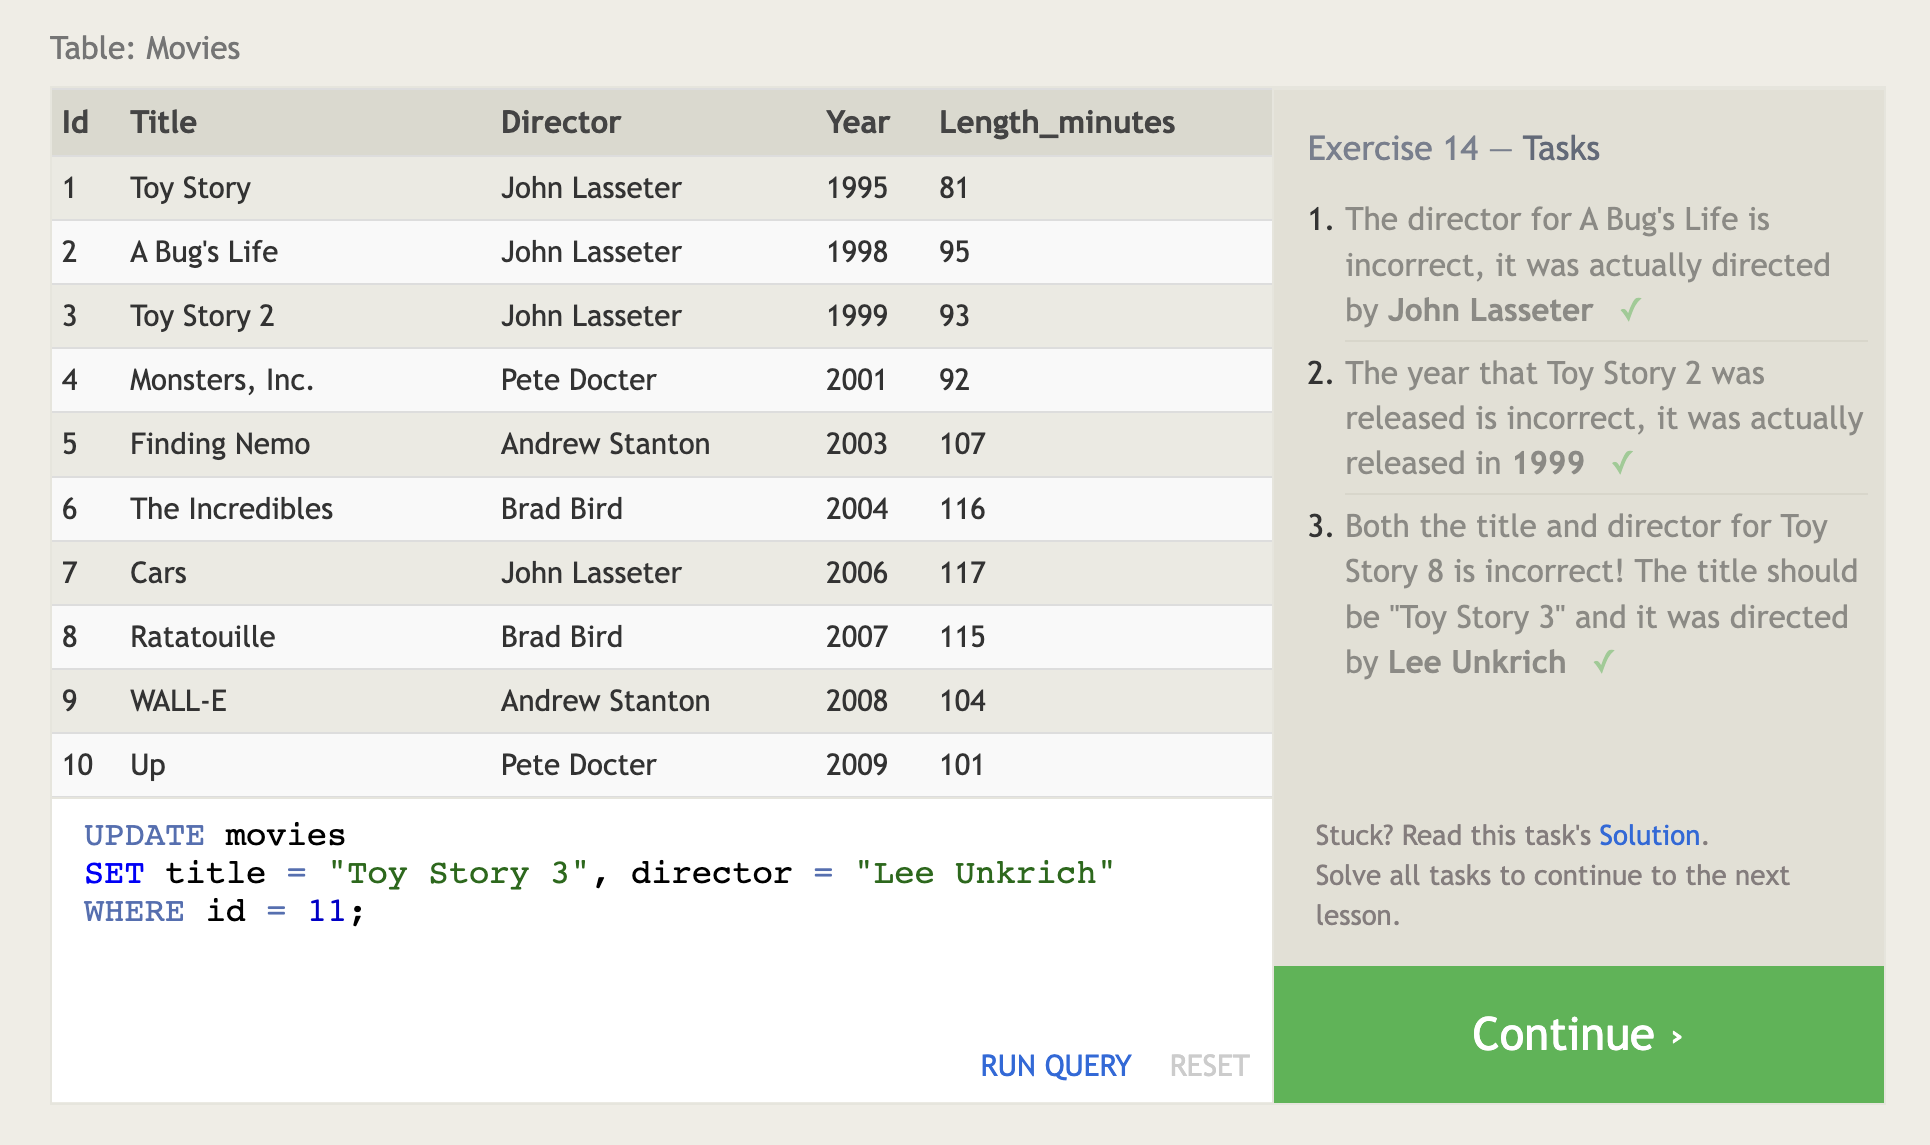 Table: Movies
Id Title Director Year Length_minutes
1 Toy Story John Lasseter 1995 81
2 A Bug's Life John Lasseter 1998 95
3 Toy Story 2 John Lasseter 1999 93
4 Monsters, Inc. Pete Docter 2001 92
5 Finding Nemo Andrew Stanton 2003 107
6 The Incredibles Brad Bird 2004 116
7 Cars John Lasseter 2006 117
8 Ratatouille Brad Bird 2007 115
9 WALL-E Andrew Stanton 2008 104
10 Up Pete Docter 2009 101
UPDATE movies
SET title = "Toy Story 3", director = "Lee Unkrich"
WHERE id = 11;
RUN QUERY RESET
Exercise 14 — Tasks
1. The director for A Bug's Life is
incorrect, it was actually directed
by John Lasseter ✓
2. The year that Toy Story 2 was
released is incorrect, it was actually
released in 1999 ✓
3. Both the title and director for Toy
Story 8 is incorrect! The title should
be "Toy Story 3" and it was directed
by Lee Unkrich ✓
Stuck? Read this task's Solution.
Solve all tasks to continue to the next
lesson.
Continue ›